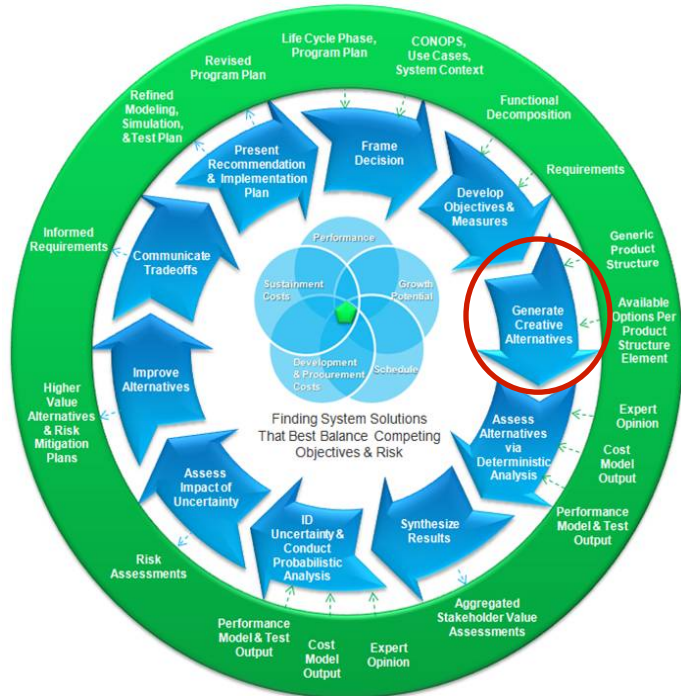 Life Cycle Phase,
Program Plan
CONOPS,
Use Cases,
System Context
Functional
Decomposition
Requirements
Generic
Product
Structure
Available
Options Per
Product
Structure
Element
Expert
Opinion
Cost
Model
Output
Performance
Model & Test
Output
Aggregated
Stakeholder Value
Assessments
Expert
Opinion
Cost
Model
Output
Performance
Model & Test
Output
Risk
Assessments
Higher
Value
Alternatives
& Risk
Mitigation
Plans
Informed
Requirements
Refined
Modeling,
Simulation,
& Test Plan
Revised
Program Plan
Frame
Decision
Develop
Objectives &
Measures
Generate
Creative
Alternatives
Assess
Alternatives
via
Deterministic
Analysis
Synthesize
Results
ID
Uncertainty &
Conduct
Probabilistic
Analysis
Assess
Impact of
Uncertainty
Improve
Alternatives
Communicate
Tradeoffs
Present
Recommendation
& Implementation
Plan
Performance
Growth
Potential
Schedule
Development
& Procurement
Costs
Sustainment
Costs
Finding System Solutions
That Best Balance Competing
Objectives & Risk